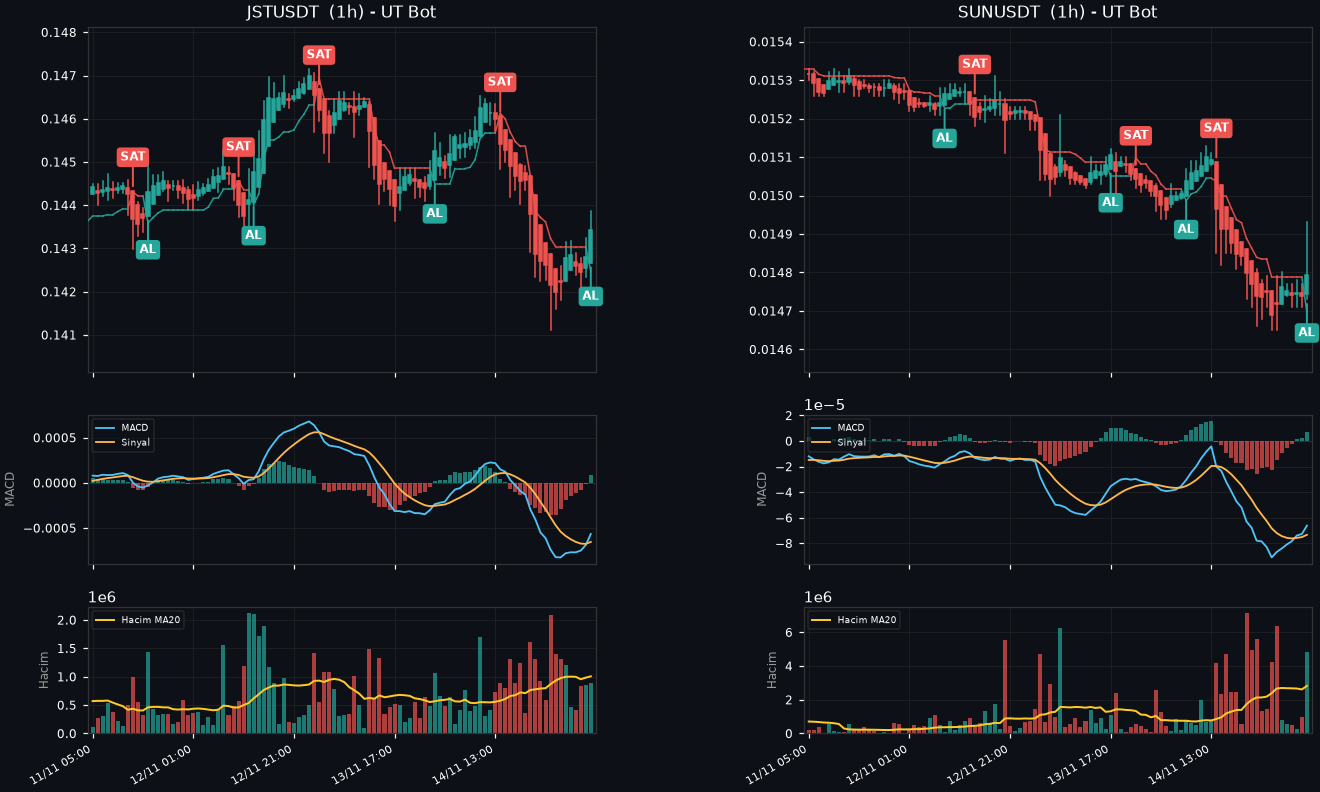 JSTUSDT  (1h) - UT Bot
0.148
0.147
0.146
0.145
0.144
0.143
0.142
0.141
SAT
AL
SAT
AL
SAT
AL
SAT
AL
MACD
0.0005
0.0000
−0.0005
MACD
Sinyal
1e6
Hacim
2.0
1.5
1.0
0.5
0.0
Hacim MA20
11/11 05:00
12/11 01:00
12/11 21:00
13/11 17:00
14/11 13:00
SUNUSDT  (1h) - UT Bot
0.0154
0.0153
0.0152
0.0151
0.0150
0.0149
0.0148
0.0147
0.0146
AL
SAT
AL
SAT
AL
SAT
AL
1e−5
MACD
2
0
−2
−4
−6
−8
MACD
Sinyal
1e6
Hacim
6
4
2
0
Hacim MA20
11/11 05:00
12/11 01:00
12/11 21:00
13/11 17:00
14/11 13:00